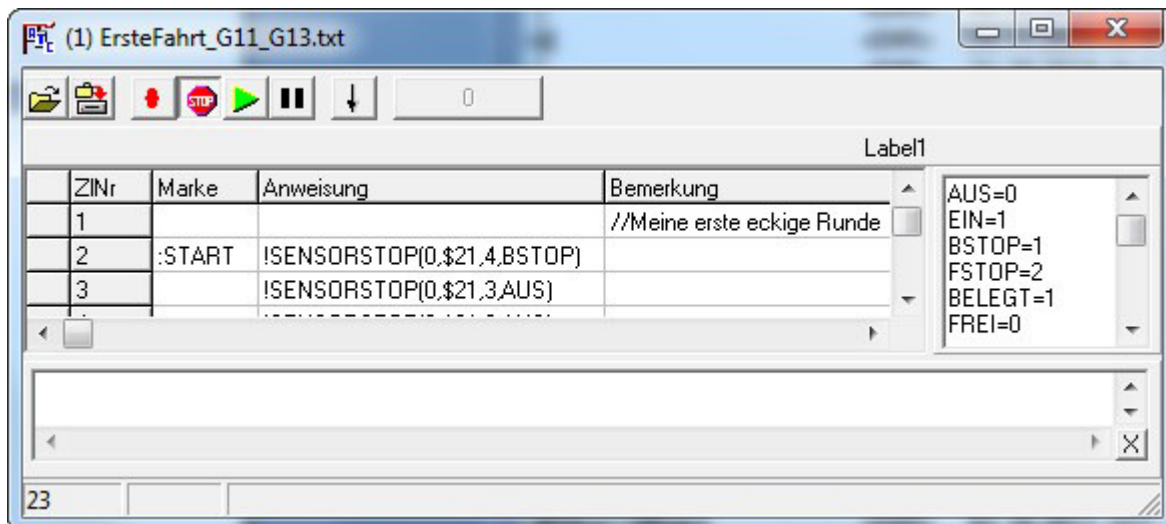 (1) ErsteFahrt_G11_G13.txt
STOP
0
Label1
ZlNr Marke Anweisung Bemerkung
1 //Meine erste eckige Runde
2 :START !SENSORSTOP(0,$21,4,BSTOP)
3 !SENSORSTOP(0,$21,3,AUS)
AUS=0
EIN=1
BSTOP=1
FSTOP=2
BELEGT=1
FREI=0
X
23